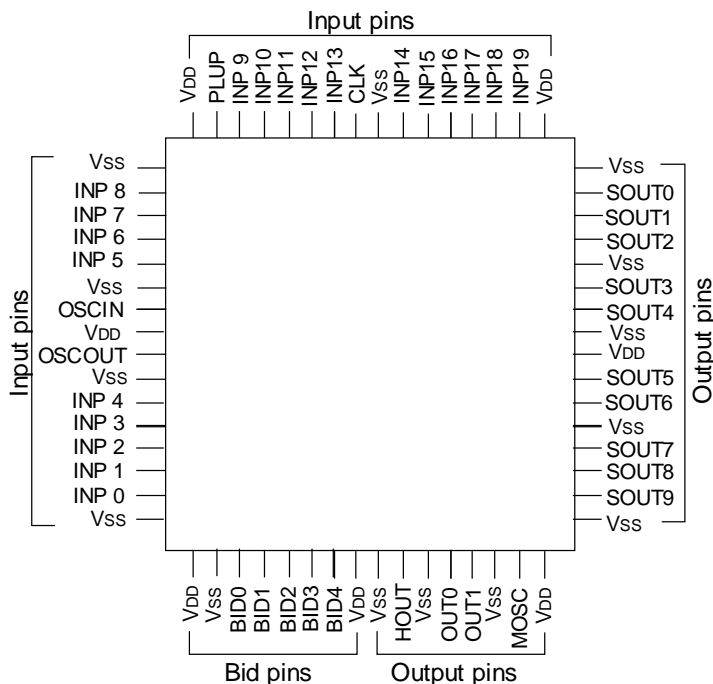 Input pins
VDD
PLUP
INP 9
INP10
INP11
INP12
INP13
CLK
VSS
INP14
INP15
INP16
INP17
INP18
INP19
VDD
Input pins
VSS
INP 8
INP 7
INP 6
INP 5
VSS
OSCIN
VDD
OSCOUT
VSS
INP 4
INP 3
INP 2
INP 1
INP 0
VSS
VSS
SOUT0
SOUT1
SOUT2
VSS
SOUT3
SOUT4
VSS
VDD
SOUT5
SOUT6
VSS
SOUT7
SOUT8
SOUT9
VSS
Output pins
VDD
VSS
BID0
BID1
BID2
BID3
BID4
VDD
VSS
HOUT
VSS
OUT0
OUT1
VSS
MOSC
VDD
Bid pins
Output pins